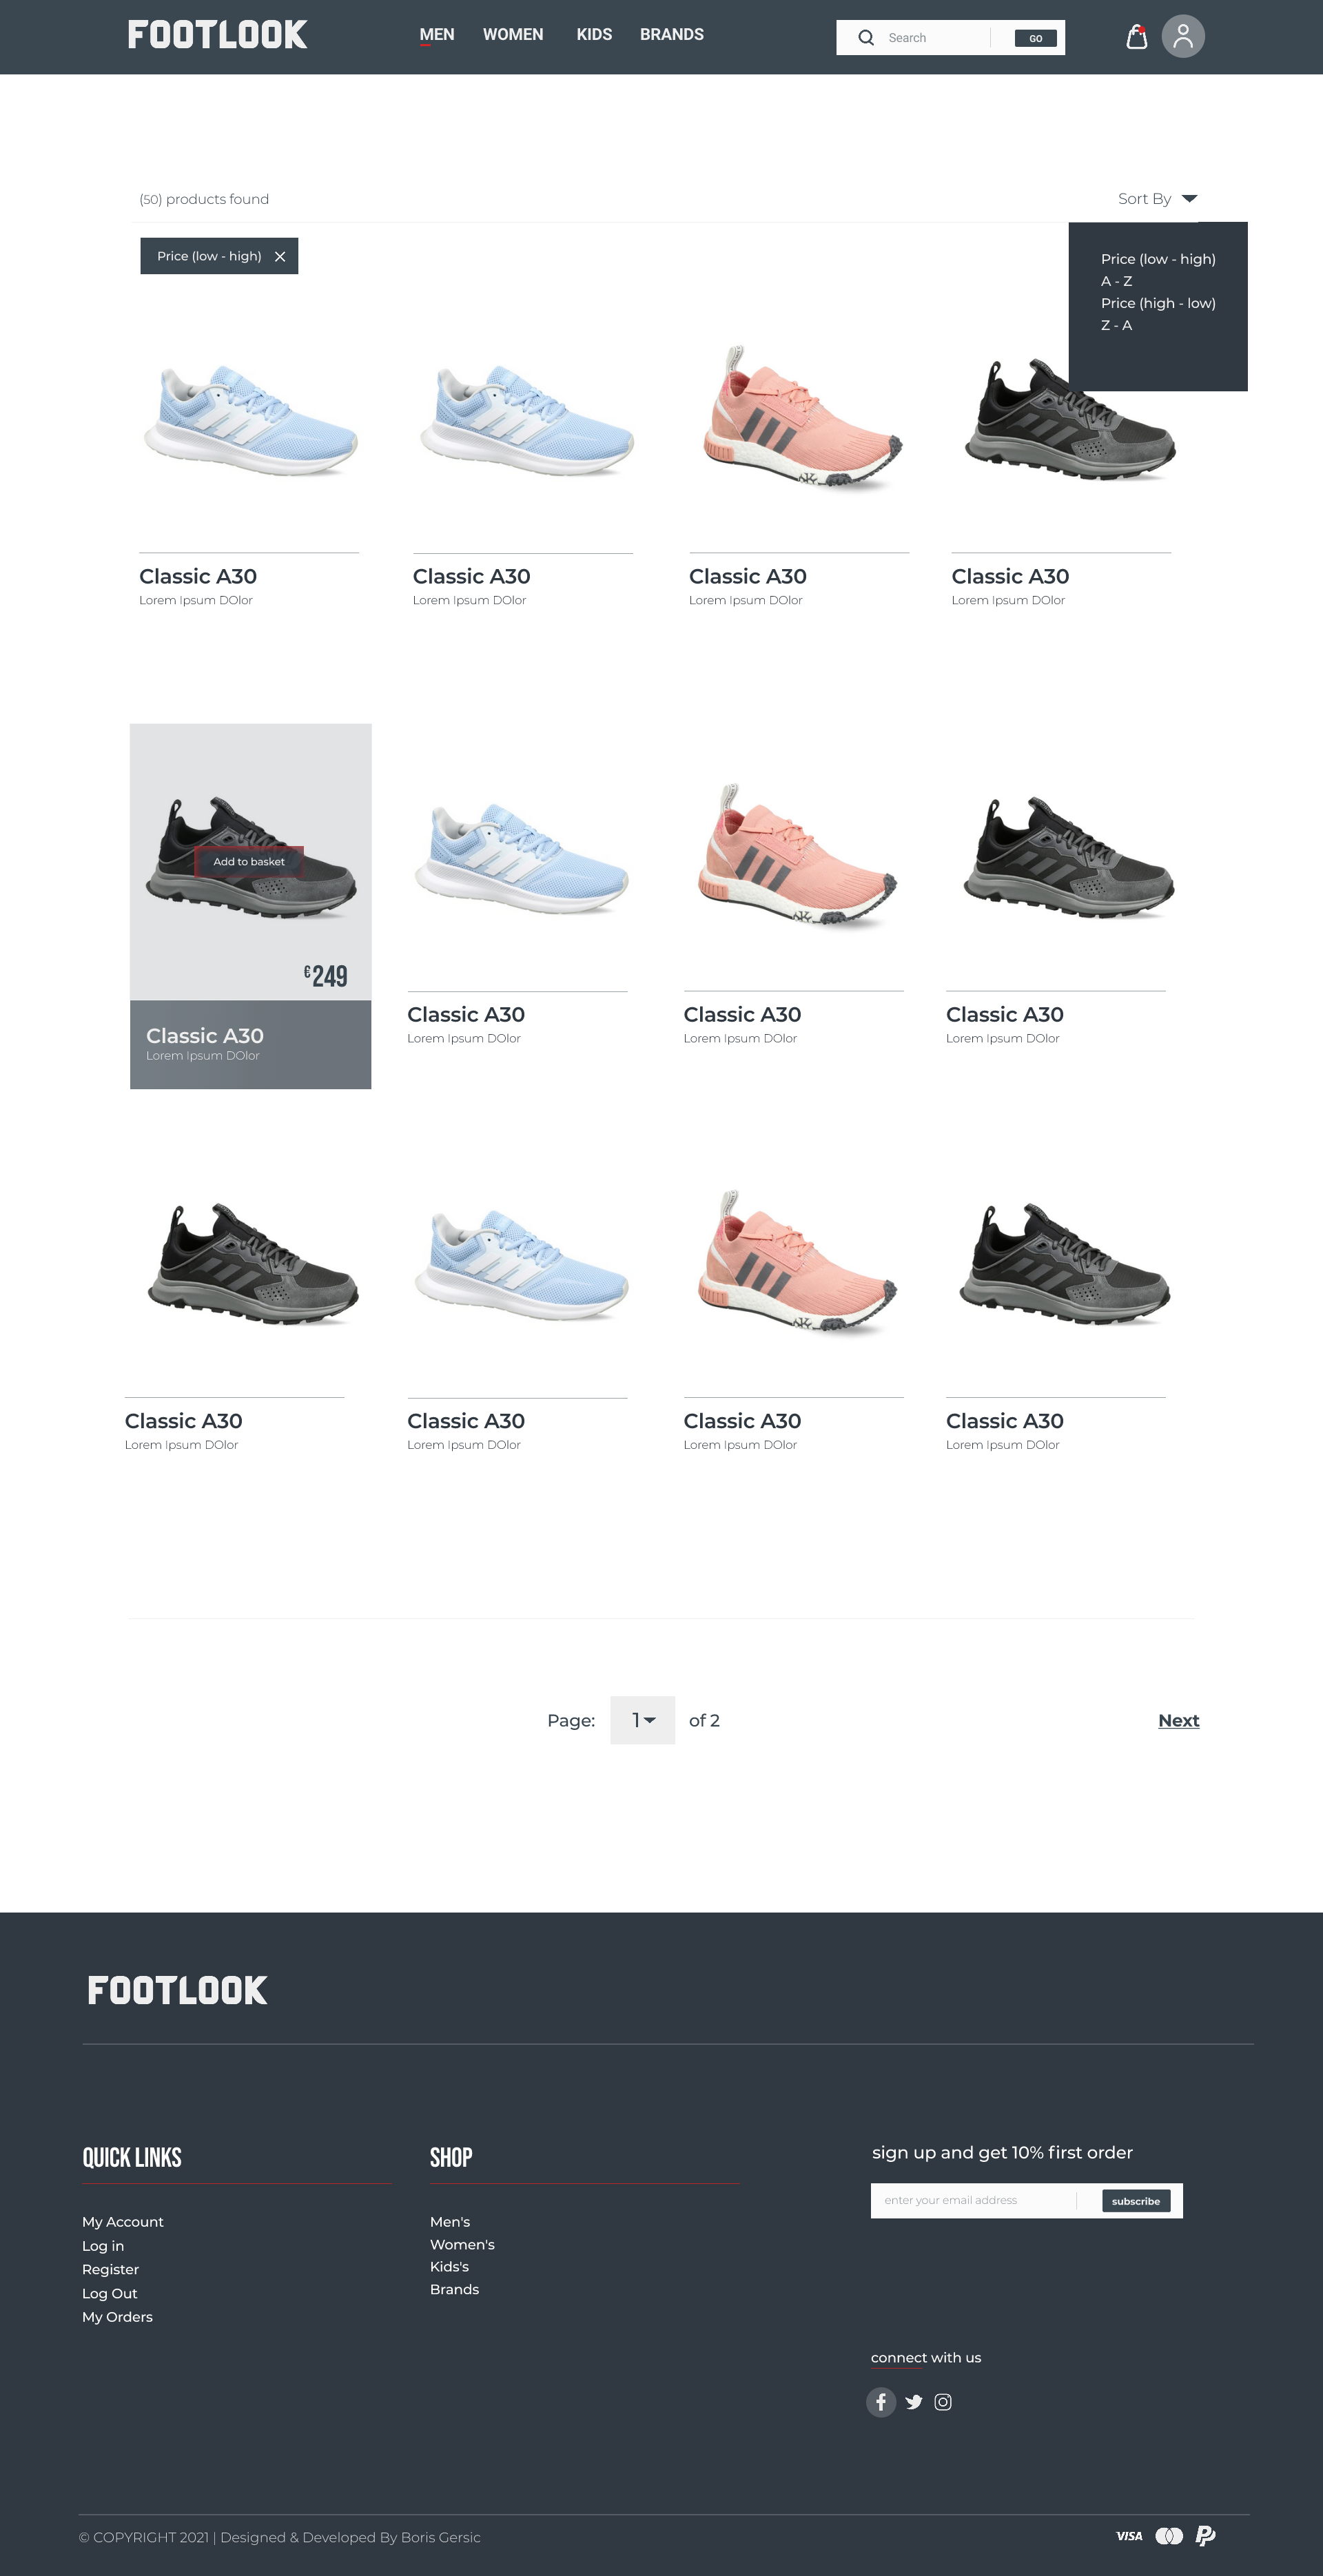 FOOTLOOK
MEN WOMEN KIDS BRANDS
Search GO
(50) products found
Sort By
Price (low - high)
Price (low - high)
A - Z
Price (high - low)
Z - A
Classic A30 Classic A30 Classic A30 Classic A30
Lorem Ipsum DOlor Lorem Ipsum DOlor Lorem Ipsum DOlor Lorem Ipsum DOlor
Add to basket
€249
Classic A30
Lorem Ipsum DOlor
Classic A30 Classic A30 Classic A30
Lorem Ipsum DOlor Lorem Ipsum DOlor Lorem Ipsum DOlor
Classic A30 Classic A30 Classic A30 Classic A30
Lorem Ipsum DOlor Lorem Ipsum DOlor Lorem Ipsum DOlor Lorem Ipsum DOlor
Page: 1 of 2
Next
FOOTLOOK
QUICK LINKS
My Account
Log in
Register
Log Out
My Orders
SHOP
Men's
Women's
Kids's
Brands
sign up and get 10% first order
enter your email address subscribe
connect with us
© COPYRIGHT 2021 | Designed & Developed By Boris Gersic
VISA